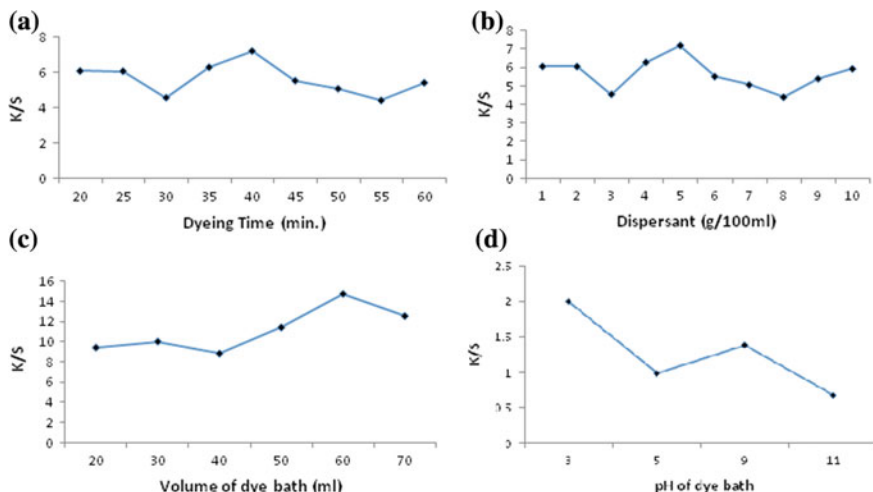 (a)
8
6
4
2
0
K/S
20 25 30 35 40 45 50 55 60
Dyeing Time (min.)
(b)
8
7
6
5
4
3
2
1
0
K/S
1 2 3 4 5 6 7 8 9 10
Dispersant (g/100ml)
(c)
16
14
12
10
8
6
4
2
0
K/S
20 30 40 50 60 70
Volume of dye bath (ml)
(d)
2.5
2
1.5
1
0.5
0
K/S
3 5 9 11
pH of dye bath